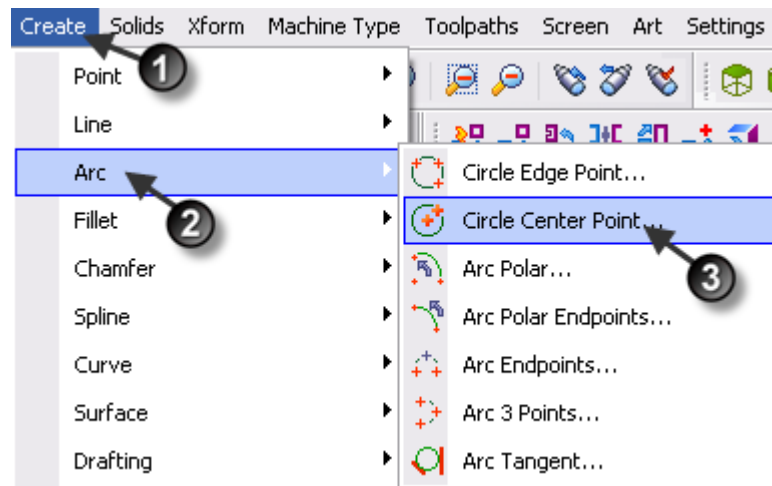 Create Solids Xform Machine Type Toolpaths Screen Art Settings
1
Point
Line
Arc
2
Fillet
Chamfer
Spline
Curve
Surface
Drafting
Circle Edge Point...
Circle Center Point...
3
Arc Polar...
Arc Polar Endpoints...
Arc Endpoints...
Arc 3 Points...
Arc Tangent...